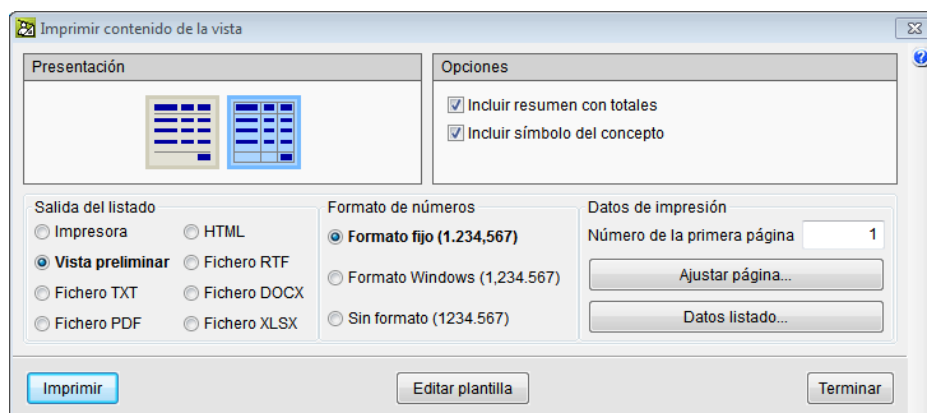 Imprimir contenido de la vista
Presentación
Opciones
Incluir resumen con totales
Incluir símbolo del concepto
Salida del listado
Impresora
HTML
Vista preliminar
Fichero RTF
Fichero TXT
Fichero DOCX
Fichero PDF
Fichero XLSX
Formato de números
Formato fijo (1.234,567)
Formato Windows (1,234.567)
Sin formato (1234.567)
Datos de impresión
Número de la primera página 1
Ajustar página...
Datos listado...
Imprimir
Editar plantilla
Terminar